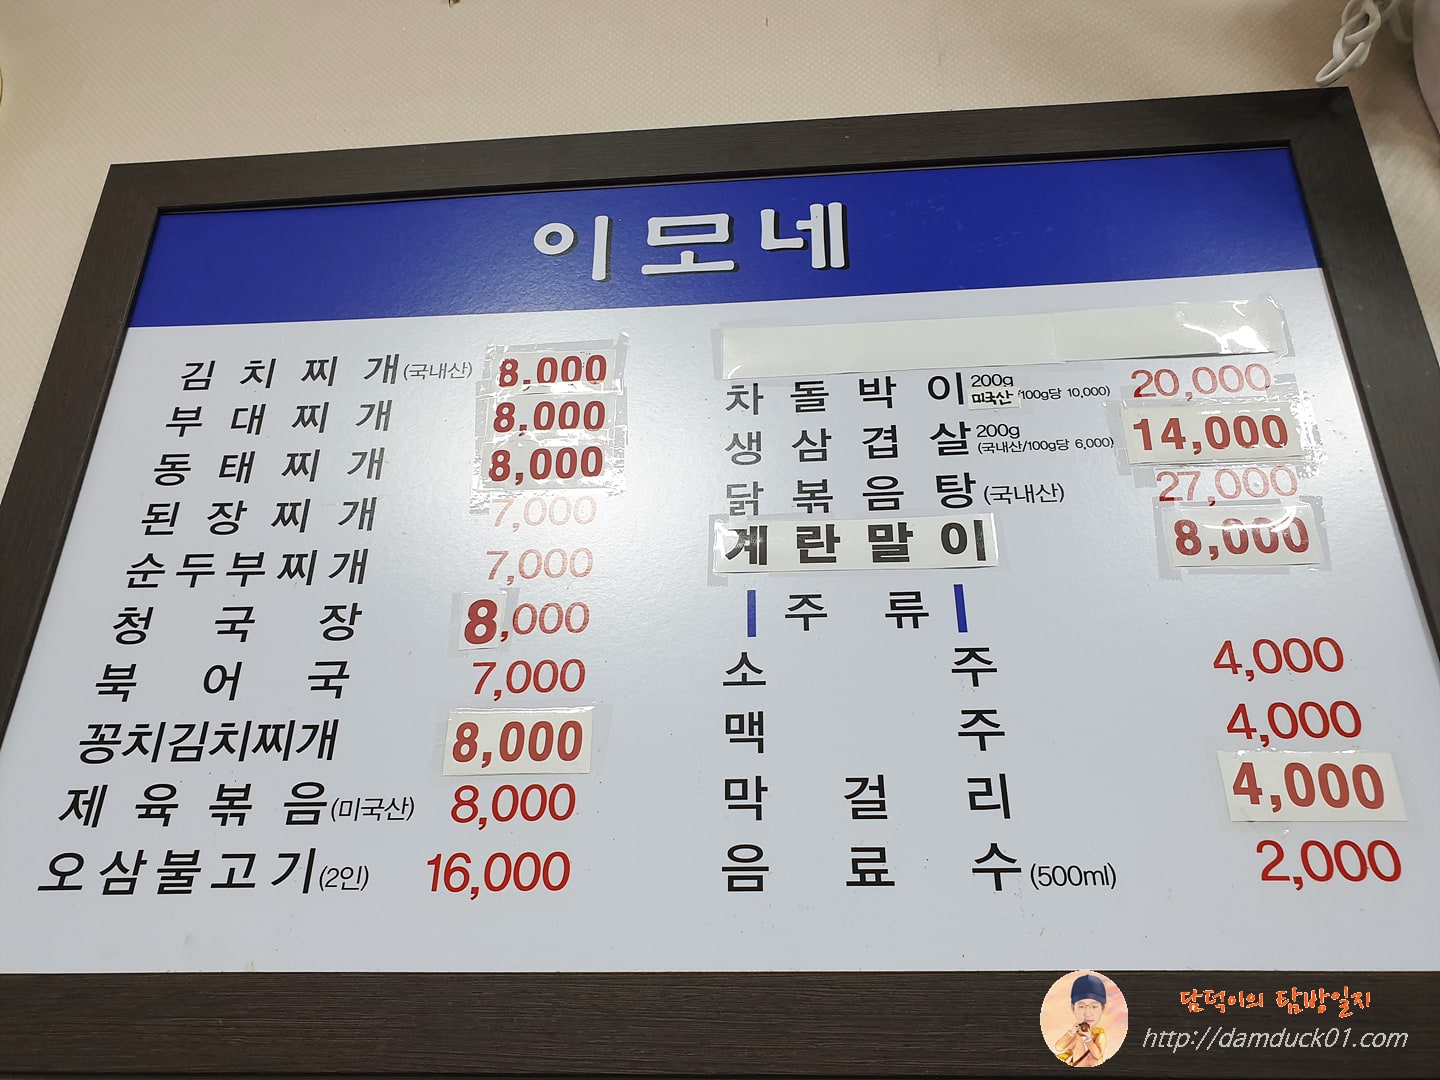 이모네
김치찌개(국내산) 8,000
부대찌개 8,000
동태찌개 8,000
된장찌개 7,000
순두부찌개 7,000
청국장 8,000
북어국 7,000
꽁치김치찌개 8,000
제육볶음(미국산) 8,000
오삼불고기(2인) 16,000
차돌박이 200g 미국산/100g당 10,000) 20,000
생삼겹살 200g (국내산/100g당 6,000) 14,000
닭볶음탕(국내산) 27,000
계란말이 8,000
주류
소주 4,000
맥주 4,000
막걸리 4,000
음료수(500ml) 2,000
담덕이의 탐방일지
http://damduck01.com